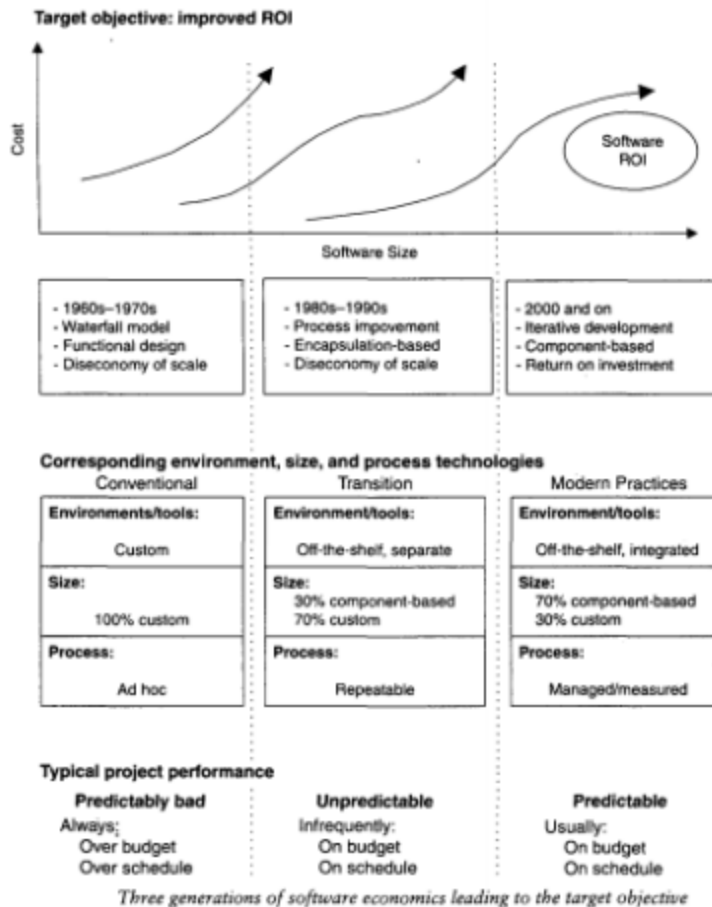 Target objective: improved ROI
Cost
Software
ROI
Software Size
- 1960s–1970s
- Waterfall model
- Functional design
- Diseconomy of scale
- 1980s–1990s
- Process impovement
- Encapsulation-based
- Diseconomy of scale
- 2000 and on
- Iterative development
- Component-based
- Return on investment
Corresponding environment, size, and process technologies
Conventional
Environments/tools:
Custom
Size:
100% custom
Process:
Ad hoc
Transition
Environment/tools:
Off-the-shelf, separate
Size:
30% component-based
70% custom
Process:
Repeatable
Modern Practices
Environment/tools:
Off-the-shelf, integrated
Size:
70% component-based
30% custom
Process:
Managed/measured
Typical project performance
Predictably bad
Always:
Over budget
Over schedule
Unpredictable
Infrequently:
On budget
On schedule
Predictable
Usually:
On budget
On schedule
Three generations of software economics leading to the target objective